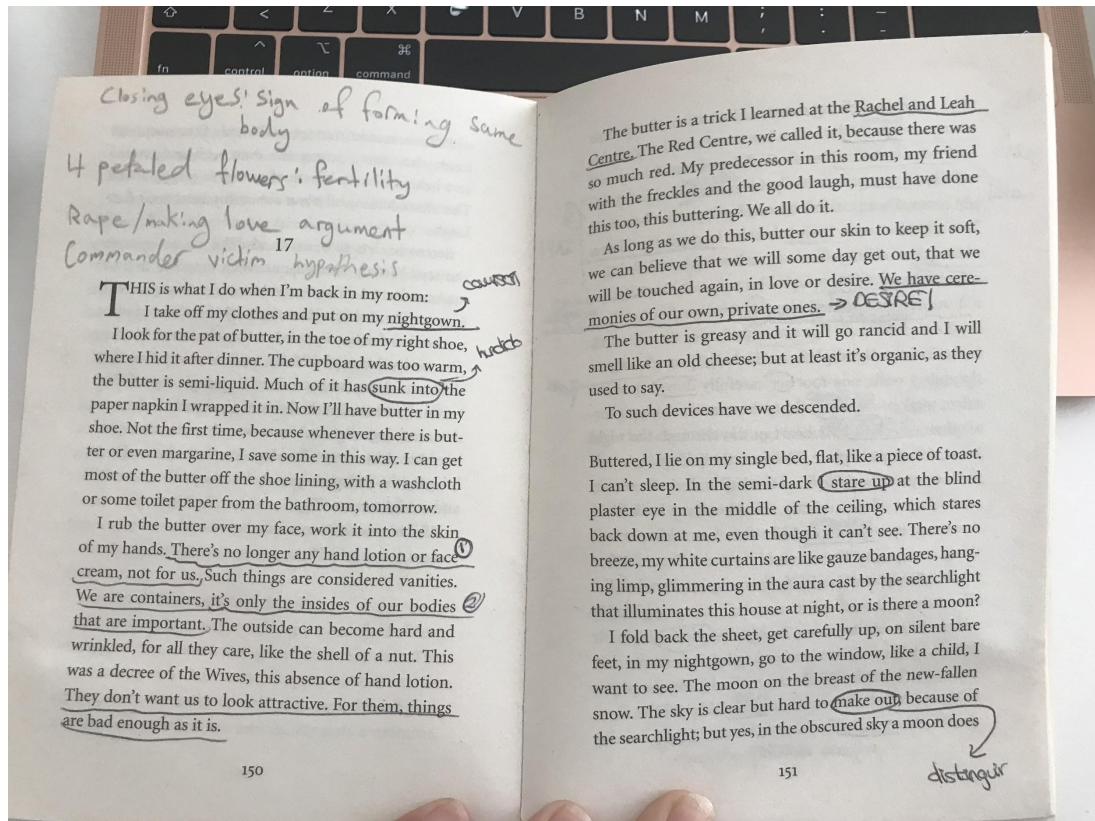 <
Z
X
V
B
N
M
;
,
:
.
fn
control
option
command
⌘
Closing eyes: sign of forming same
body
4 petaled flowers: fertility
Rape/making love argument
17
Commander victim hypothesis
THIS is what I do when I'm back in my room:
I take off my clothes and put on my nightgown.
I look for the pat of butter, in the toe of my right shoe,
where I hid it after dinner. The cupboard was too warm,
the butter is semi-liquid. Much of it has sunk into the
paper napkin I wrapped it in. Now I'll have butter in my
shoe. Not the first time, because whenever there is but-
ter or even margarine, I save some in this way. I can get
most of the butter off the shoe lining, with a washcloth
or some toilet paper from the bathroom, tomorrow.
I rub the butter over my face, work it into the skin
of my hands. There's no longer any hand lotion or face 1
cream, not for us. Such things are considered vanities.
We are containers, it's only the insides of our bodies 2
that are important. The outside can become hard and
wrinkled, for all they care, like the shell of a nut. This
was a decree of the Wives, this absence of hand lotion.
They don't want us to look attractive. For them, things
are bad enough as it is.
150
The butter is a trick I learned at the Rachel and Leah
Centre. The Red Centre, we called it, because there was
so much red. My predecessor in this room, my friend
with the freckles and the good laugh, must have done
this too, this buttering. We all do it.
As long as we do this, butter our skin to keep it soft,
we can believe that we will some day get out, that we
will be touched again, in love or desire. We have cere-
monies of our own, private ones. → DESIRE!
The butter is greasy and it will go rancid and I will
smell like an old cheese; but at least it's organic, as they
used to say.
To such devices have we descended.
Buttered, I lie on my single bed, flat, like a piece of toast.
I can't sleep. In the semi-dark I stare up at the blind
plaster eye in the middle of the ceiling, which stares
back down at me, even though it can't see. There's no
breeze, my white curtains are like gauze bandages, hang-
ing limp, glimmering in the aura cast by the searchlight
that illuminates this house at night, or is there a moon?
I fold back the sheet, get carefully up, on silent bare
feet, in my nightgown, go to the window, like a child, I
want to see. The moon on the breast of the new-fallen
snow. The sky is clear but hard to make out, because of
the searchlight; but yes, in the obscured sky a moon does
distinguir
151